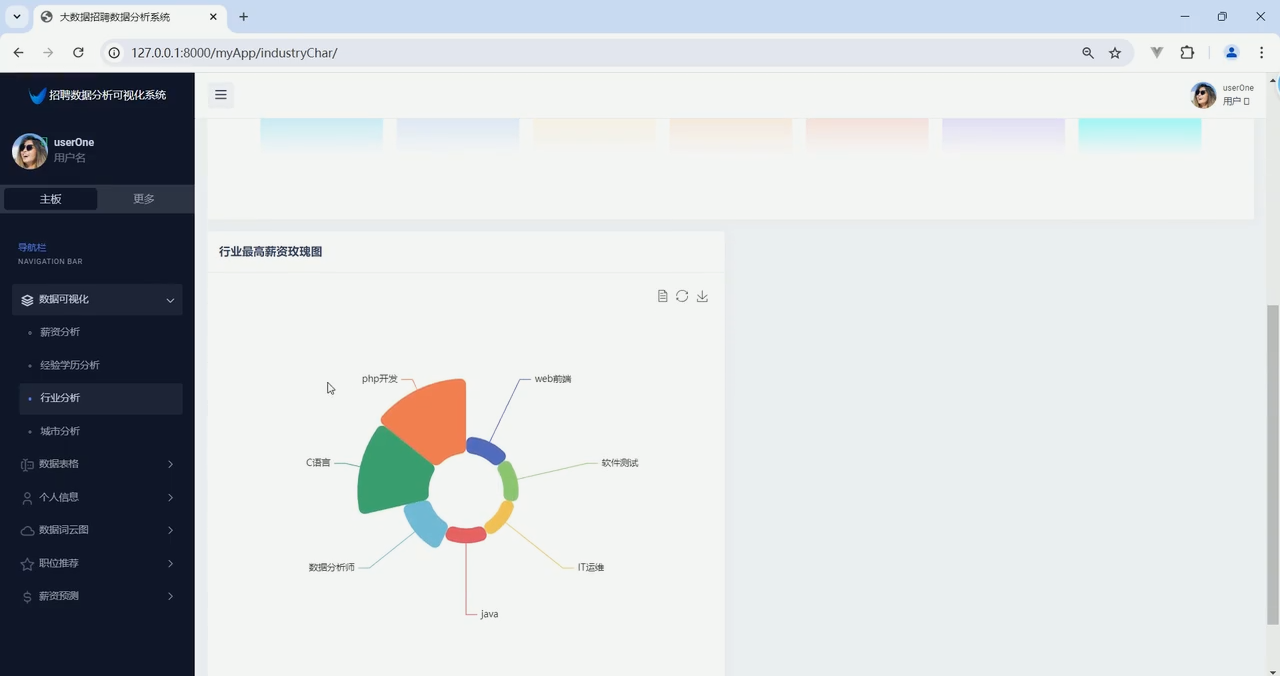 大数据招聘数据分析系统
127.0.0.1:8000/myApp/industryChar/
招聘数据分析可视化系统
userOne
用户
userOne
用户名
主板
更多
导航栏
NAVIGATION BAR
数据可视化
薪资分析
经验学历分析
行业分析
城市分析
数据表格
个人信息
数据词云图
职位推荐
薪资预测
行业最高薪资玫瑰图
php开发
web前端
C语言
软件测试
数据分析师
IT运维
java